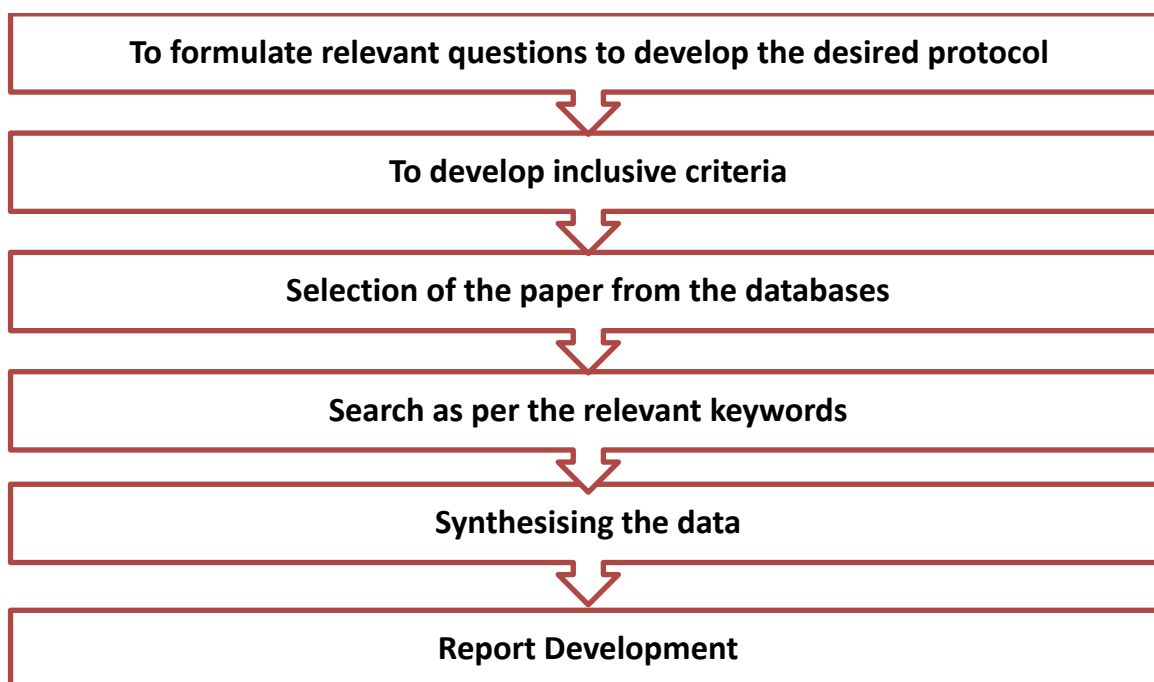 To formulate relevant questions to develop the desired protocol
To develop inclusive criteria
Selection of the paper from the databases
Search as per the relevant keywords
Synthesising the data
Report Development